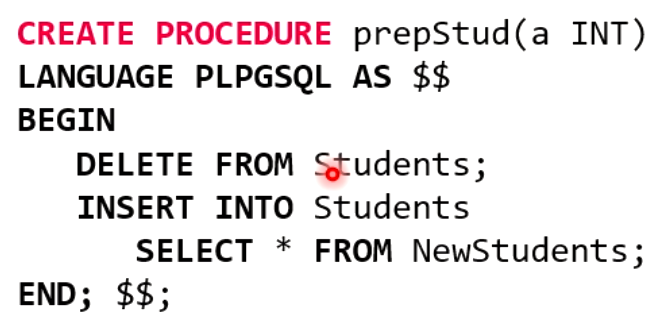 CREATE PROCEDURE prepStud(a INT)
LANGUAGE PLPGSQL AS $$
BEGIN
DELETE FROM Students;
INSERT INTO Students
SELECT * FROM NewStudents;
END; $$;